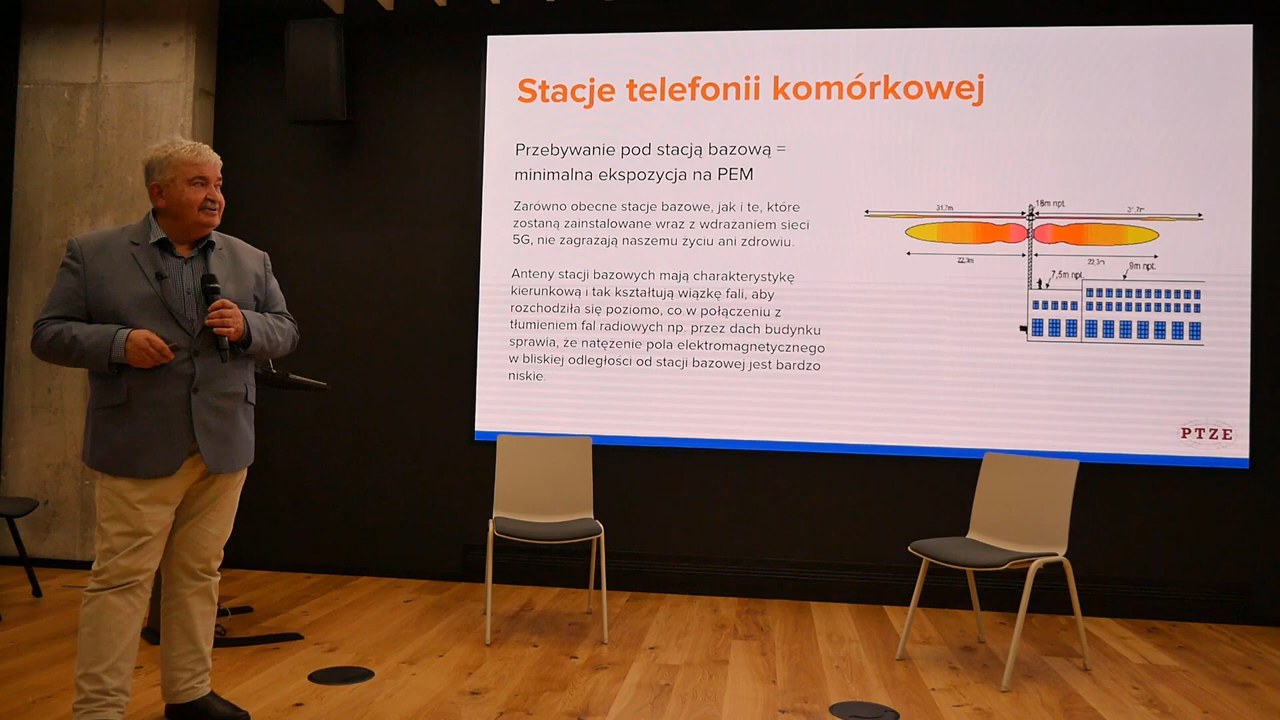 Stacje telefonii komórkowej
Przebywanie pod stacją bazową =
minimalna ekspozycja na PEM
Zarówno obecne stacje bazowe, jak i te, które
zostaną zainstalowane wraz z wdrażaniem sieci
5G, nie zagrażają naszemu życiu ani zdrowiu.
Anteny stacji bazowych mają charakterystykę
kierunkową i tak kształtują wiązkę fali, aby
rozchodziła się poziomo, co w połączeniu z
tłumieniem fal radiowych np. przez dach budynku
sprawia, że natężenie pola elektromagnetycznego
w bliskiej odległości od stacji bazowej jest bardzo
niskie.
18m npt.
31,7m
31,7m
22,3m
22,3m
7,5m npt.
9m npt.
PTZE